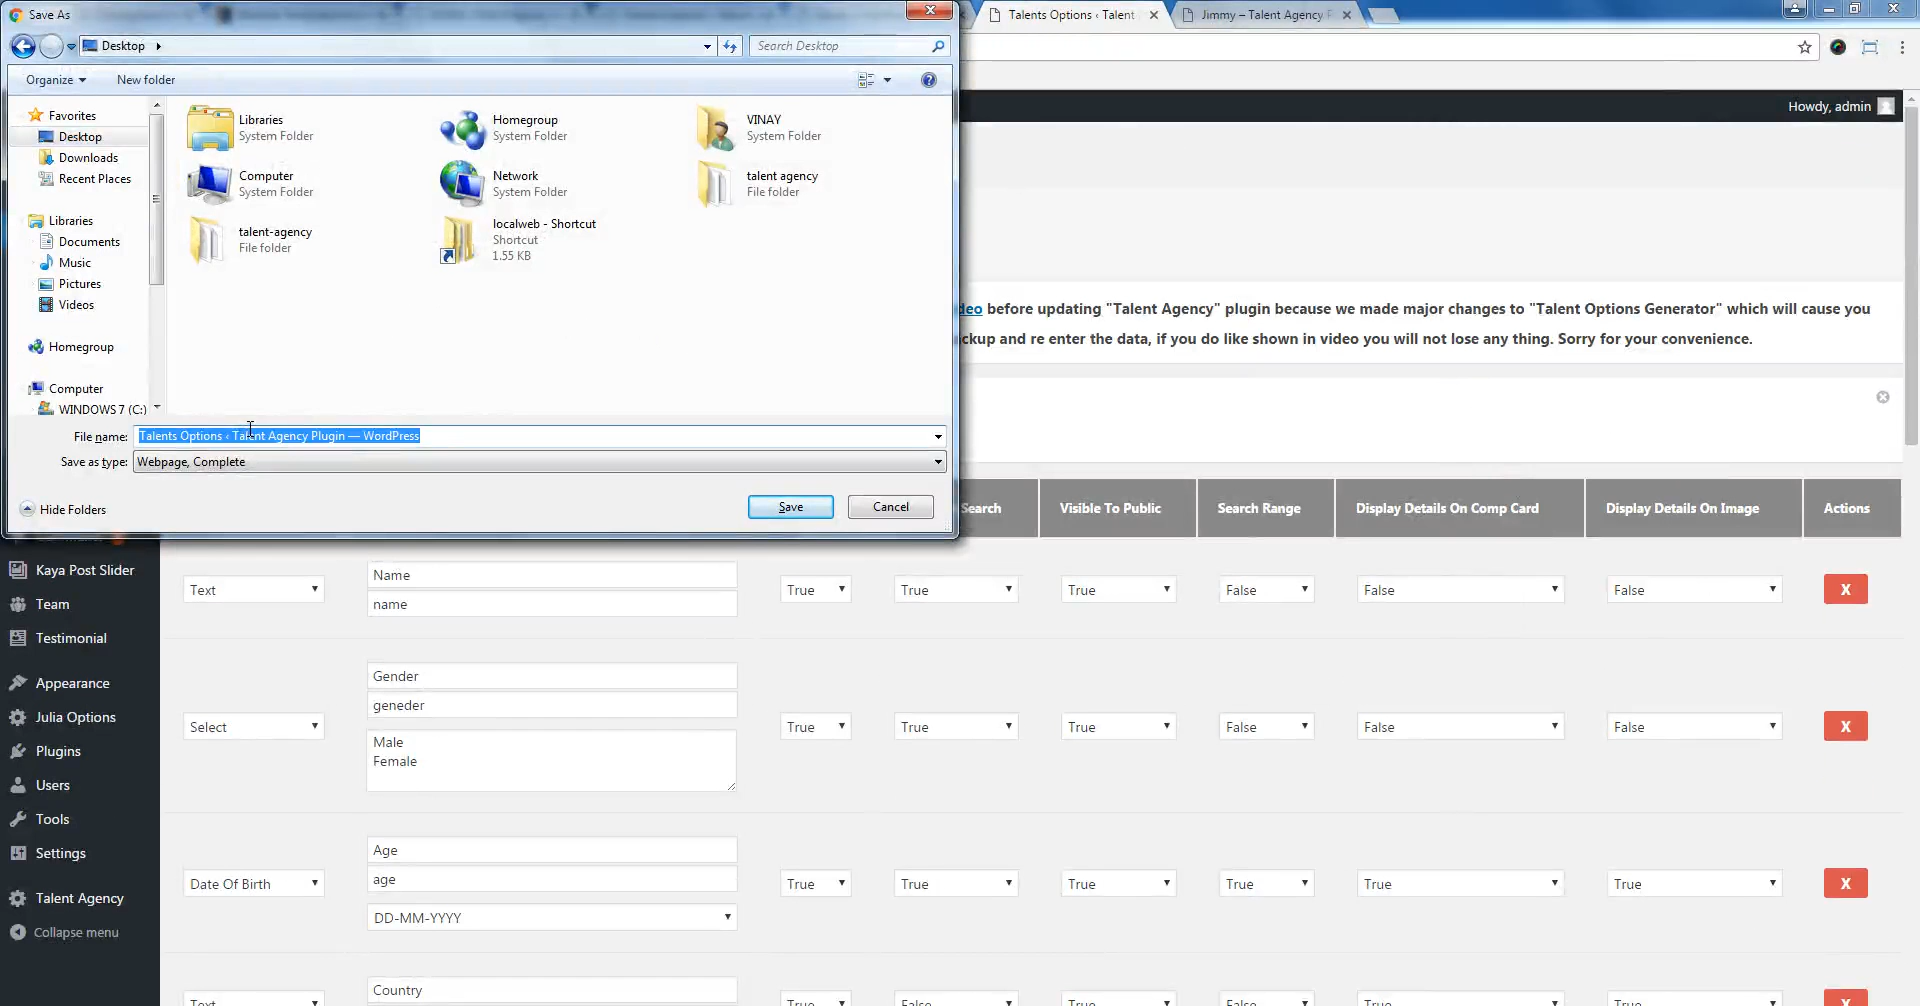 Save As
Talents Options ‹ Talent
Jimmy – Talent Agency P
Desktop
Search Desktop
Organize
New folder
Howdy, admin
Favorites
Desktop
Downloads
Recent Places
Libraries
Documents
Music
Pictures
Videos
Homegroup
Computer
WINDOWS 7 (C:)
Libraries
System Folder
Homegroup
System Folder
VINAY
System Folder
Computer
System Folder
Network
System Folder
talent agency
File folder
talent-agency
File folder
localweb - Shortcut
Shortcut
1.55 KB
deo before updating "Talent Agency" plugin because we made major changes to "Talent Options Generator" which will cause you
ckup and re enter the data, if you do like shown in video you will not lose any thing. Sorry for your convenience.
File name: Talents Options ‹ Talent Agency Plugin — WordPress
Save as type: Webpage, Complete
Hide Folders
Save
Cancel
Search
Visible To Public
Search Range
Display Details On Comp Card
Display Details On Image
Actions
Kaya Post Slider
Team
Testimonial
Appearance
Julia Options
Plugins
Users
Tools
Settings
Talent Agency
Collapse menu
Text
Name
name
True
True
True
False
False
False
X
Select
Gender
geneder
Male
Female
True
True
True
False
False
False
X
Date Of Birth
Age
age
DD-MM-YYYY
True
True
True
True
True
True
X
Text
Country
True
False
True
False
False
False
X